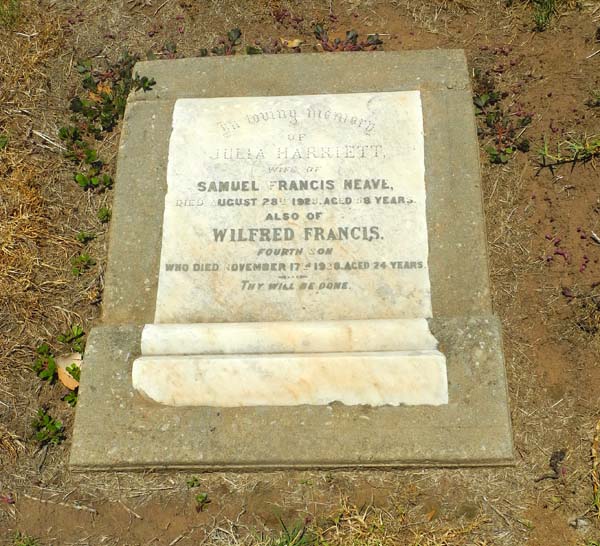 In loving memory
OF
JULIA HARRIETT,
WIFE OF
SAMUEL FRANCIS NEAVE,
DIED AUGUST 28TH AGED YEARS.
ALSO OF
WILFRED FRANCIS.
FOURTH SON
WHO DIED NOVEMBER 17TH AGED 24 YEARS.
THY WILL BE DONE.